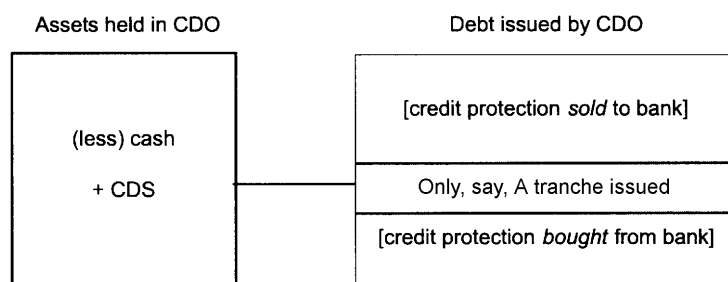 Assets held in CDO
Debt issued by CDO
(less) cash
+ CDS
[credit protection sold to bank]
Only, say, A tranche issued
[credit protection bought from bank]